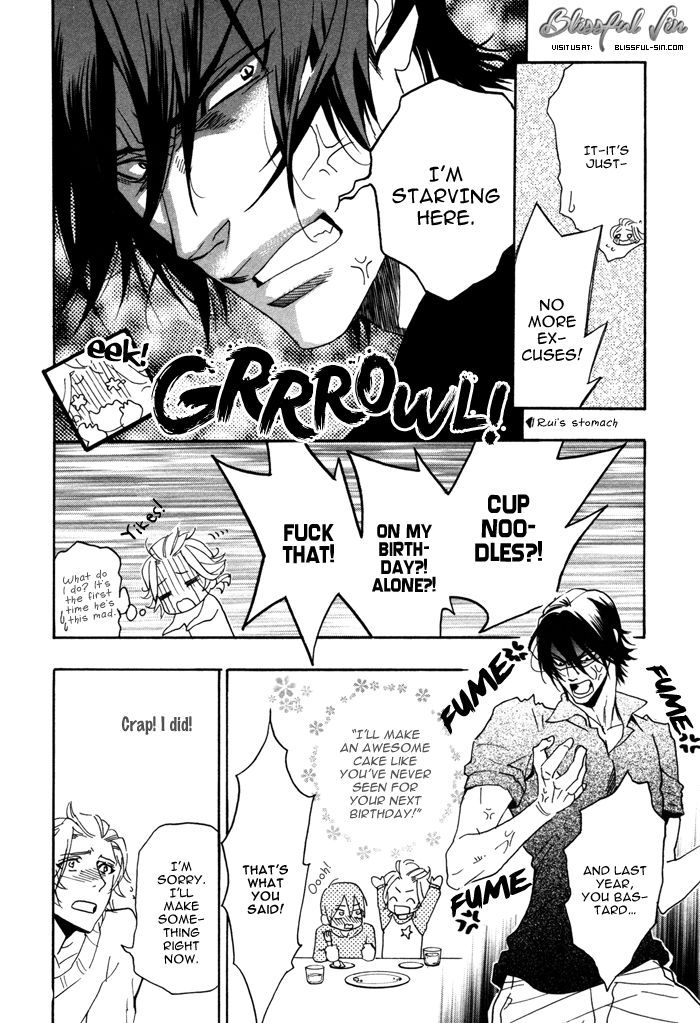 Blissful Sin
VISIT US AT: BLISSFUL-SIN.COM
IT-IT'S
JUST-
NO
MORE
EX-
CUSES!
I'M
STARVING
HERE.
eek!
GRRROWL!
Rui's stomach
CUP
NOO-
DLES?!
ON MY
BIRTH-
DAY?!
ALONE?!
FUCK
THAT!
Yikes!
What do
I do? It's
the first
time he's
this mad.
FUME
FUME
FUME
AND LAST
YEAR,
YOU BAS-
TARD...
"I'LL MAKE
AN AWESOME
CAKE LIKE
YOU'VE NEVER
SEEN FOR
YOUR NEXT
BIRTHDAY!"
Oooh!
THAT'S
WHAT
YOU
SAID!
Crap! I did!
I'M
SORRY.
I'LL
MAKE
SOME-
THING
RIGHT
NOW.